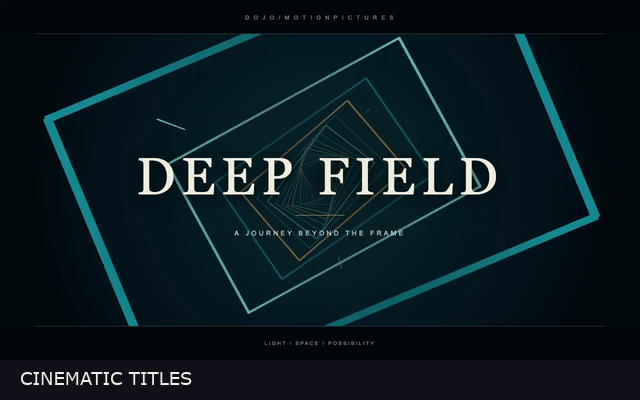 DOJO/MOTIONPICTURES
DEEP FIELD
A JOURNEY BEYOND THE FRAME
LIGHT / SPACE / POSSIBILITY
CINEMATIC TITLES